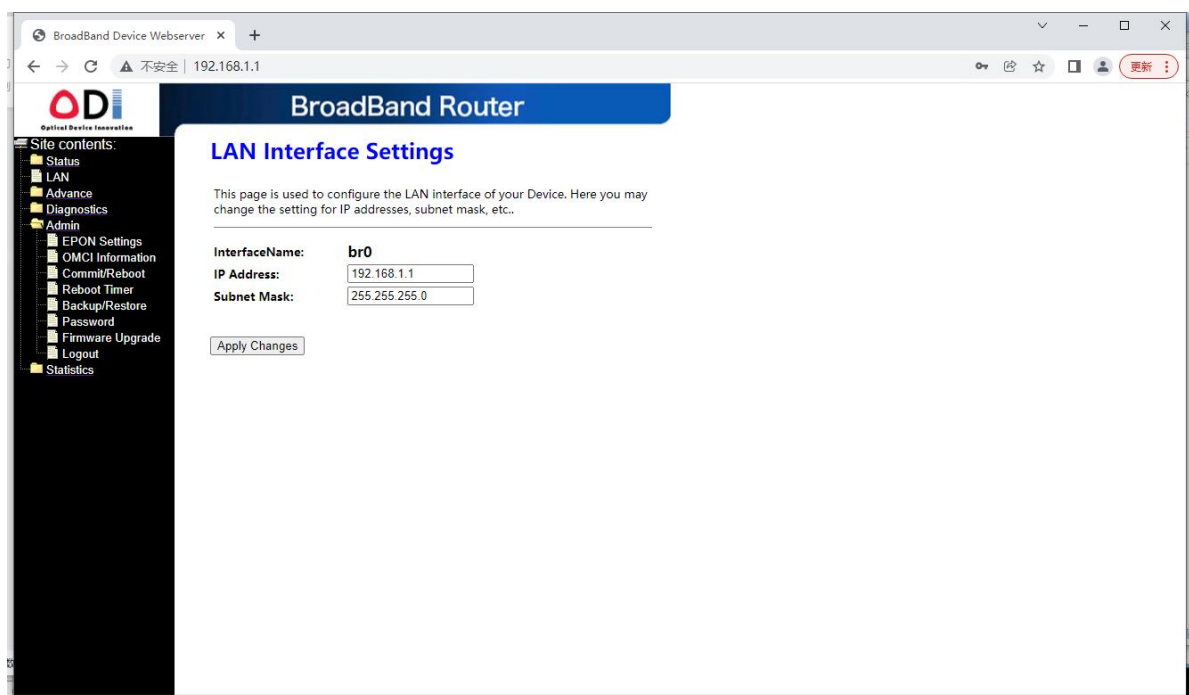 BroadBand Device Webserver
不安全 | 192.168.1.1
更新
ODI
Optical Device Innovation
BroadBand Router
Site contents:
Status
LAN
Advance
Diagnostics
Admin
EPON Settings
OMCI Information
Commit/Reboot
Reboot Timer
Backup/Restore
Password
Firmware Upgrade
Logout
Statistics
LAN Interface Settings
This page is used to configure the LAN interface of your Device. Here you may
change the setting for IP addresses, subnet mask, etc..
InterfaceName: br0
IP Address: 192.168.1.1
Subnet Mask: 255.255.255.0
Apply Changes